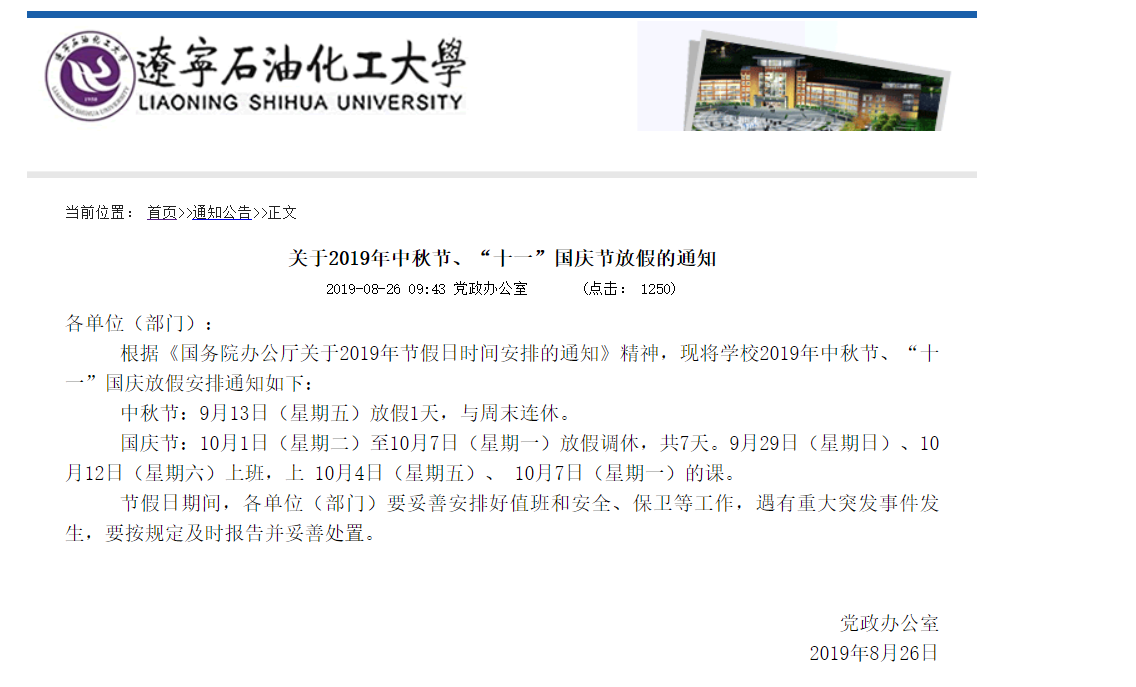 遼寧石油化工大學
LIAONING SHIHUA UNIVERSITY
当前位置： 首页>>通知公告>>正文
关于2019年中秋节、“十一”国庆节放假的通知
2019-08-26 09:43 党政办公室 (点击： 1250)
各单位（部门）：
根据《国务院办公厅关于2019年节假日时间安排的通知》精神，现将学校2019年中秋节、“十
一”国庆放假安排通知如下：
中秋节：9月13日（星期五）放假1天，与周末连休。
国庆节：10月1日（星期二）至10月7日（星期一）放假调休，共7天。9月29日（星期日）、10
月12日（星期六）上班，上 10月4日（星期五）、 10月7日（星期一）的课。
节假日期间，各单位（部门）要妥善安排好值班和安全、保卫等工作，遇有重大突发事件发
生，要按规定及时报告并妥善处置。
党政办公室
2019年8月26日